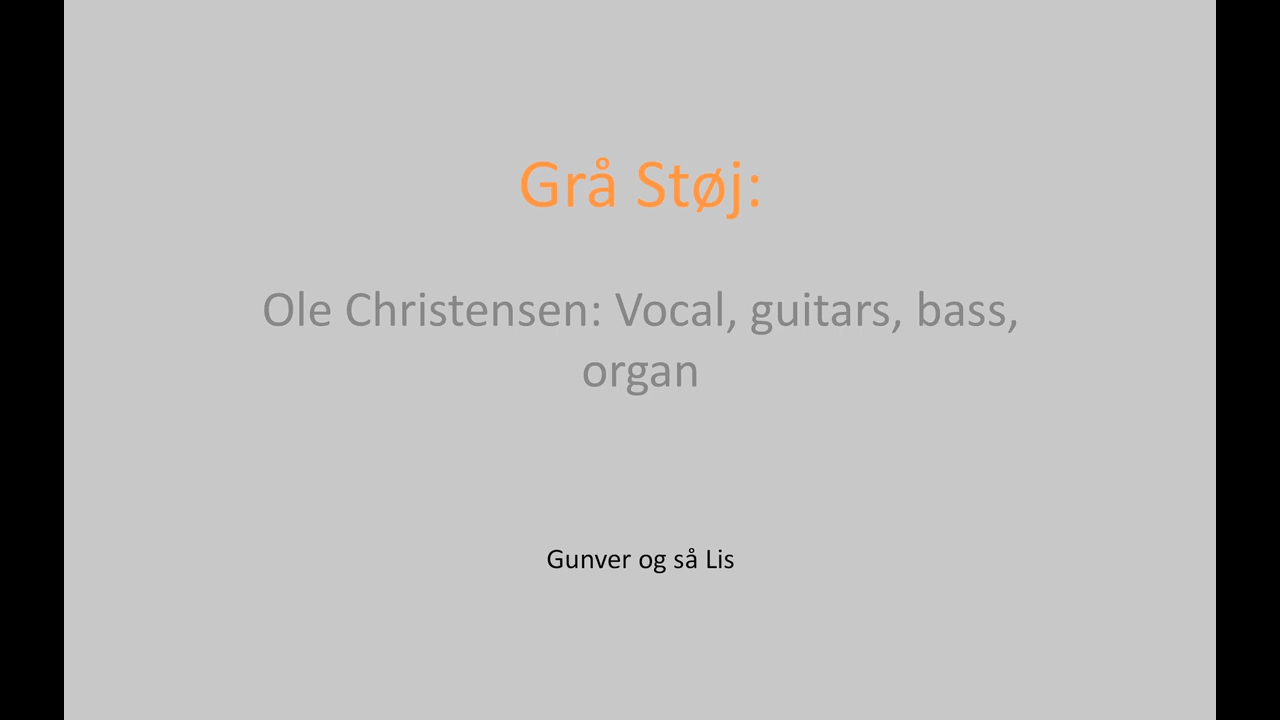 Grå Støj:
Ole Christensen: Vocal, guitars, bass,
organ
Gunver og så Lis